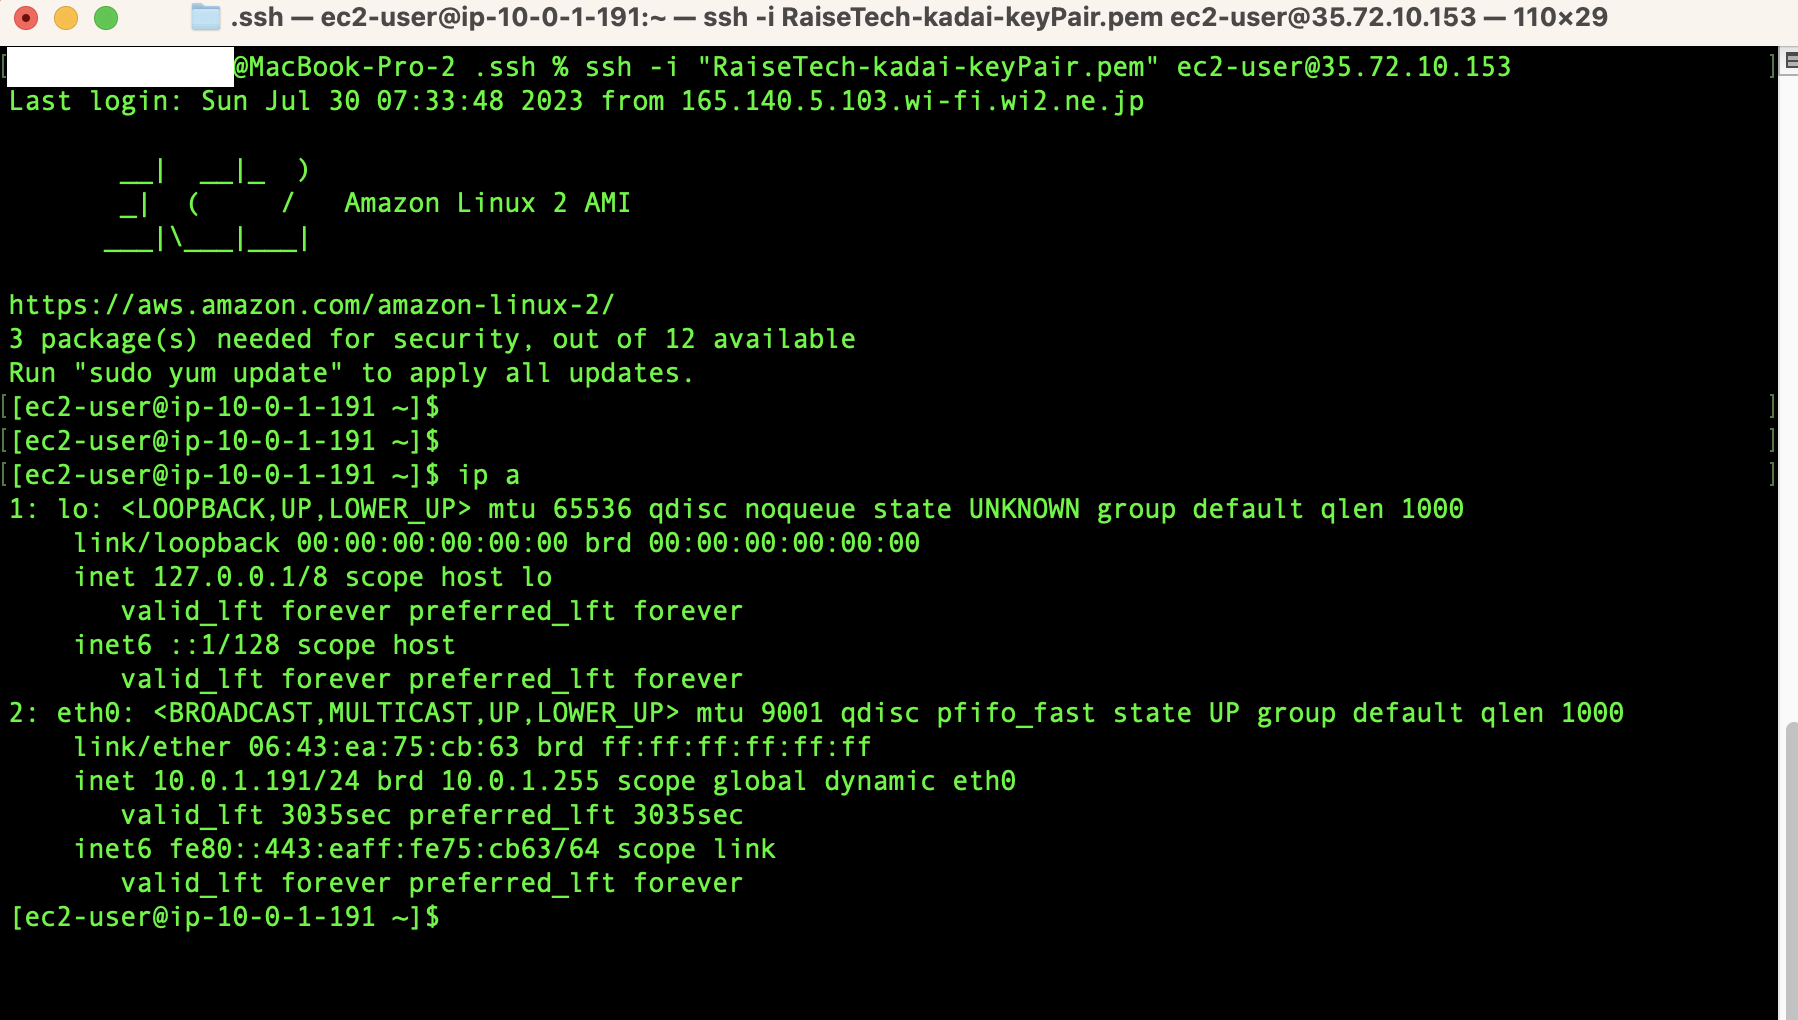 .ssh — ec2-user@ip-10-0-1-191:~ — ssh -i RaiseTech-kadai-keyPair.pem ec2-user@35.72.10.153 — 110×29
[@MacBook-Pro-2 .ssh % ssh -i "RaiseTech-kadai-keyPair.pem" ec2-user@35.72.10.153 ]
Last login: Sun Jul 30 07:33:48 2023 from 165.140.5.103.wi-fi.wi2.ne.jp
       __|  __|_  )
       _|  (     /   Amazon Linux 2 AMI
      ___|\___|___|
https://aws.amazon.com/amazon-linux-2/
3 package(s) needed for security, out of 12 available
Run "sudo yum update" to apply all updates.
[[ec2-user@ip-10-0-1-191 ~]$ ]
[[ec2-user@ip-10-0-1-191 ~]$ ]
[[ec2-user@ip-10-0-1-191 ~]$ ip a ]
1: lo: <LOOPBACK,UP,LOWER_UP> mtu 65536 qdisc noqueue state UNKNOWN group default qlen 1000
    link/loopback 00:00:00:00:00:00 brd 00:00:00:00:00:00
    inet 127.0.0.1/8 scope host lo
       valid_lft forever preferred_lft forever
    inet6 ::1/128 scope host
       valid_lft forever preferred_lft forever
2: eth0: <BROADCAST,MULTICAST,UP,LOWER_UP> mtu 9001 qdisc pfifo_fast state UP group default qlen 1000
    link/ether 06:43:ea:75:cb:63 brd ff:ff:ff:ff:ff:ff
    inet 10.0.1.191/24 brd 10.0.1.255 scope global dynamic eth0
       valid_lft 3035sec preferred_lft 3035sec
    inet6 fe80::443:eaff:fe75:cb63/64 scope link
       valid_lft forever preferred_lft forever
[ec2-user@ip-10-0-1-191 ~]$